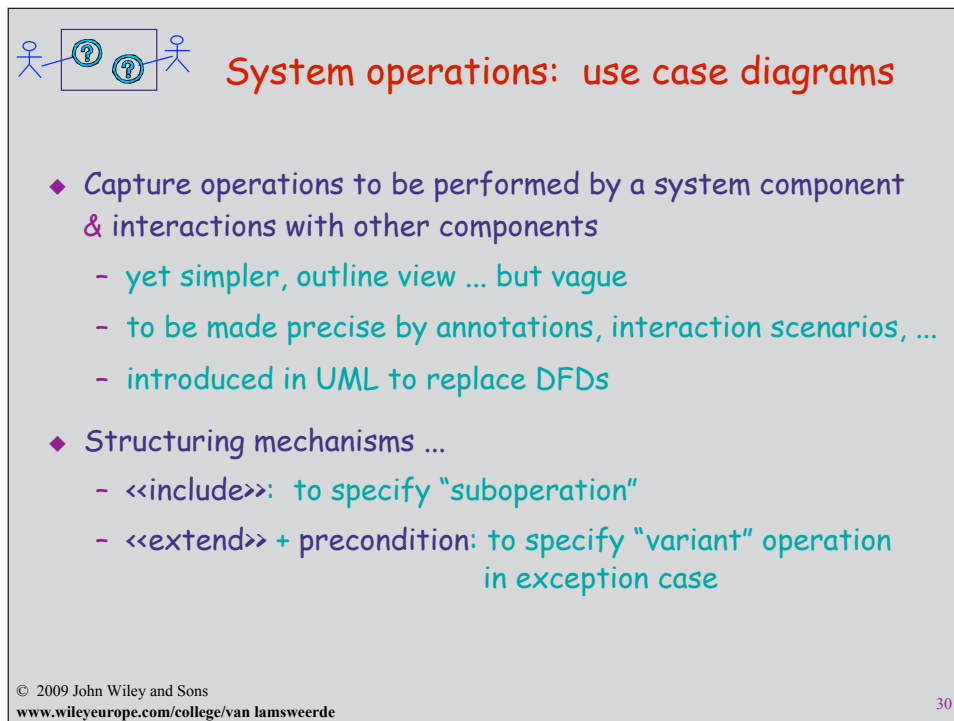 ? ?
System operations: use case diagrams
◆ Capture operations to be performed by a system component
& interactions with other components
– yet simpler, outline view ... but vague
– to be made precise by annotations, interaction scenarios, ...
– introduced in UML to replace DFDs
◆ Structuring mechanisms ...
– <<include>>: to specify “suboperation”
– <<extend>> + precondition: to specify “variant” operation
in exception case
© 2009 John Wiley and Sons
www.wileyeurope.com/college/van lamsweerde
30